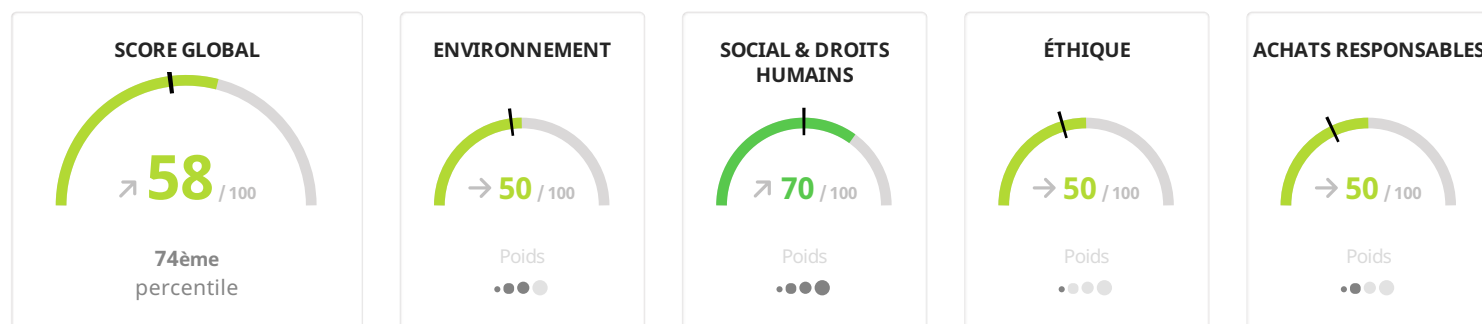 SCORE GLOBAL
58 / 100
74ème
percentile
ENVIRONNEMENT
50 / 100
Poids
SOCIAL & DROITS
HUMAINS
70 / 100
Poids
ÉTHIQUE
50 / 100
Poids
ACHATS RESPONSABLES
50 / 100
Poids